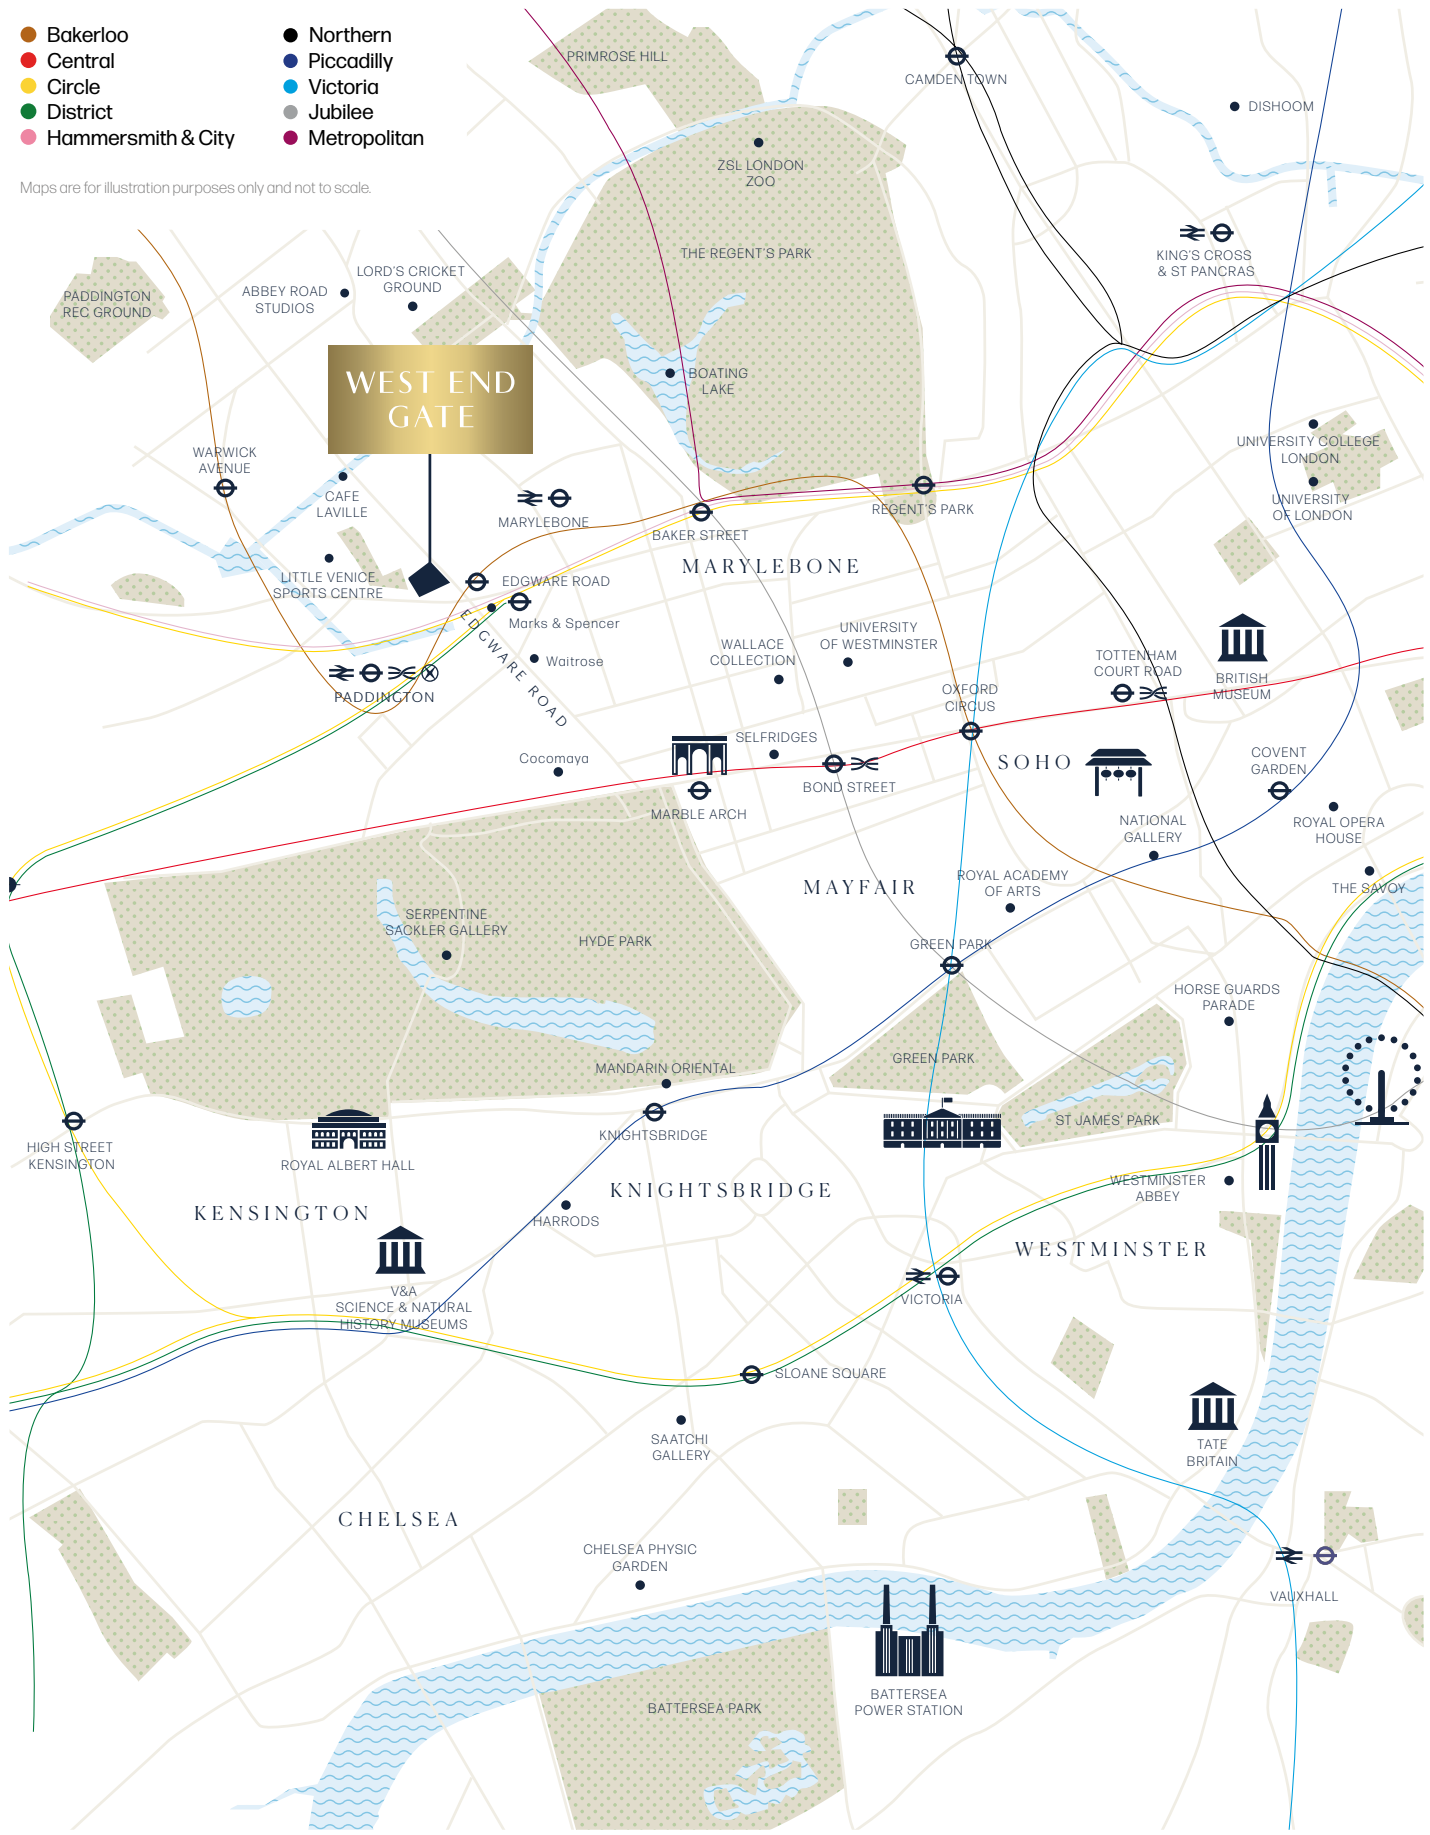 Bakerloo
Central
Circle
District
Hammersmith & City
Northern
Piccadilly
Victoria
Jubilee
Metropolitan
Maps are for illustration purposes only and not to scale.
PRIMROSE HILL
CAMDEN TOWN
DISHOOM
ZSL LONDON
ZOO
THE REGENT'S PARK
KING'S CROSS
& ST PANCRAS
PADDINGTON
REC GROUND
ABBEY ROAD
STUDIOS
LORD'S CRICKET
GROUND
WEST END
GATE
BOATING
LAKE
UNIVERSITY COLLEGE
LONDON
UNIVERSITY
OF LONDON
WARWICK
AVENUE
CAFE
LAVILLE
MARYLEBONE
BAKER STREET
REGENT'S PARK
MARYLEBONE
LITTLE VENICE
SPORTS CENTRE
EDGWARE ROAD
Marks & Spencer
EDGWARE ROAD
Waitrose
PADDINGTON
WALLACE
COLLECTION
UNIVERSITY
OF WESTMINSTER
TOTTENHAM
COURT ROAD
BRITISH
MUSEUM
OXFORD
CIRCUS
SELFRIDGES
Cocomaya
MARBLE ARCH
BOND STREET
SOHO
COVENT
GARDEN
NATIONAL
GALLERY
ROYAL OPERA
HOUSE
THE SAVOY
MAYFAIR
ROYAL ACADEMY
OF ARTS
SERPENTINE
SACKLER GALLERY
HYDE PARK
GREEN PARK
HORSE GUARDS
PARADE
GREEN PARK
MANDARIN ORIENTAL
KNIGHTSBRIDGE
ST JAMES' PARK
HIGH STREET
KENSINGTON
ROYAL ALBERT HALL
KENSINGTON
KNIGHTSBRIDGE
HARRODS
WESTMINSTER
ABBEY
WESTMINSTER
V&A
SCIENCE & NATURAL
HISTORY MUSEUMS
VICTORIA
SLOANE SQUARE
SAATCHI
GALLERY
TATE
BRITAIN
CHELSEA
CHELSEA PHYSIC
GARDEN
VAUXHALL
BATTERSEA PARK
BATTERSEA
POWER STATION